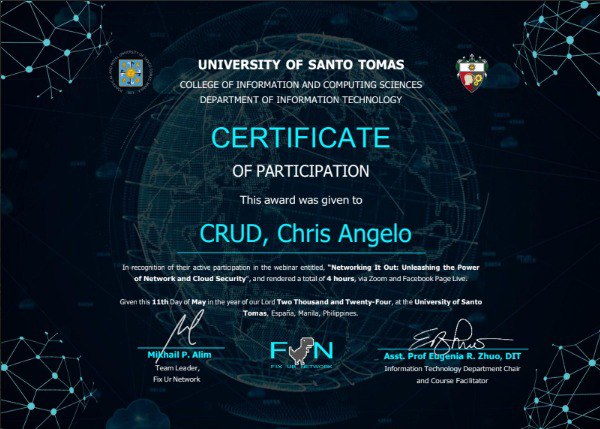 UNIVERSITY OF SANTO TOMAS
COLLEGE OF INFORMATION AND COMPUTING SCIENCES
DEPARTMENT OF INFORMATION TECHNOLOGY
CERTIFICATE
OF PARTICIPATION
This award was given to
CRUD, Chris Angelo
In recognition of their active participation in the webinar entitled, "Networking It Out: Unleashing the Power
of Network and Cloud Security", and rendered a total of 4 hours, via Zoom and Facebook Page Live.
Given this 11th Day of May in the year of our Lord Two Thousand and Twenty-Four, at the University of Santo
Tomas, España, Manila, Philippines.
Mikhail P. Alim
Team Leader,
Fix Ur Network
FUN
FIX UR NETWORK
Asst. Prof Eugenia R. Zhuo, DIT
Information Technology Department Chair
and Course Facilitator